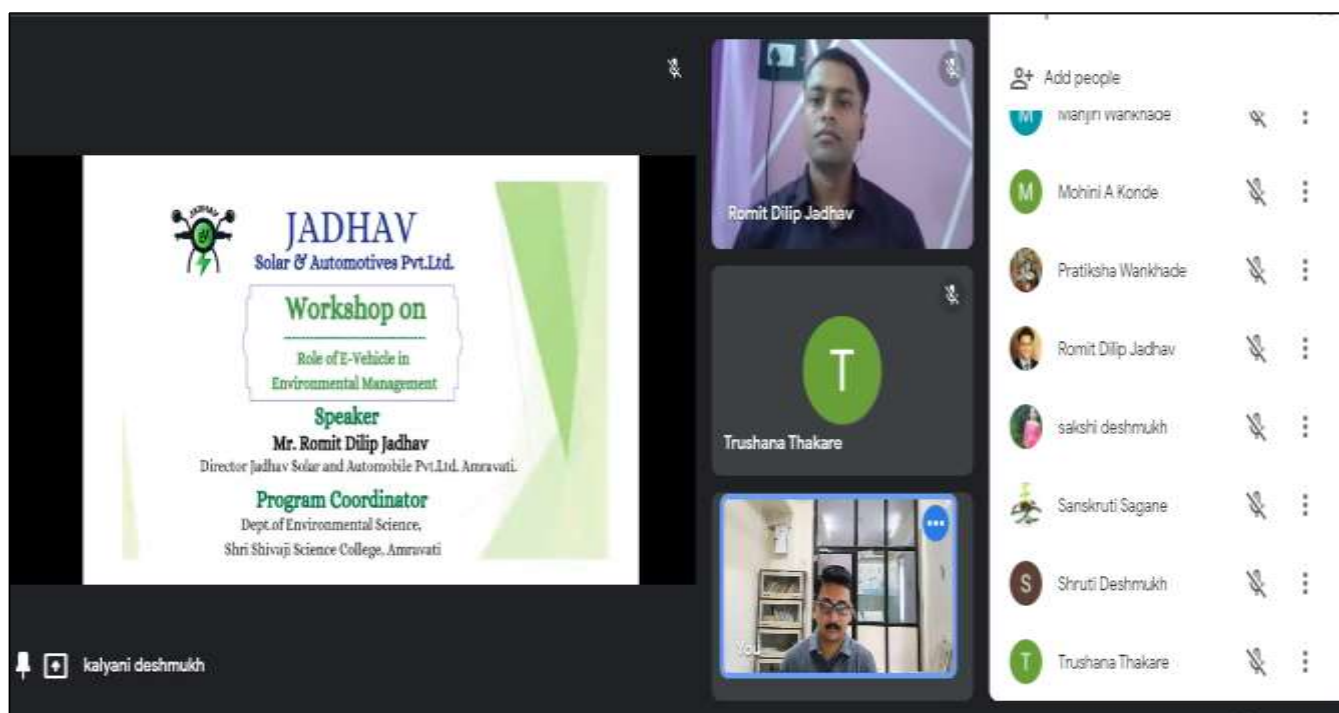 JADHAV
JADHAV
Solar & Automotives Pvt.Ltd.
Workshop on
Role of E-Vehicle in
Environmental Management
Speaker
Mr. Romit Dilip Jadhav
Director Jadhav Solar and Automobile Pvt.Ltd. Amravati.
Program Coordinator
Dept.of Environmental Science,
Shri Shivaji Science College, Amravati
kalyani deshmukh
Romit Dilip Jadhav
T
Trushana Thakare
You
Add people
M
Manjiri Wankhade
M
Mohini A Konde
Pratiksha Wankhade
Romit Dilip Jadhav
sakshi deshmukh
Sanskruti Sagane
S
Shruti Deshmukh
T
Trushana Thakare